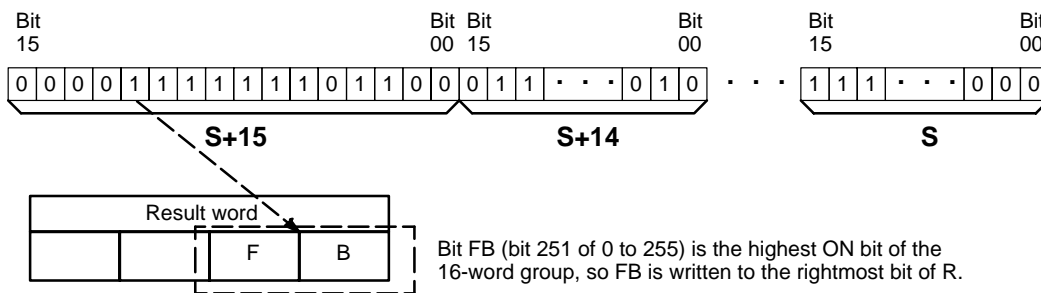 Bit Bit Bit Bit Bit Bit
15 00 15 00 15 00
0 0 0 0 1 1 1 1 1 1 1 0 1 1 0 0 0 1 1 · · · 0 1 0 · · · 1 1 1 · · · 0 0 0
S+15 S+14 S
Result word
F B
Bit FB (bit 251 of 0 to 255) is the highest ON bit of the
16-word group, so FB is written to the rightmost bit of R.